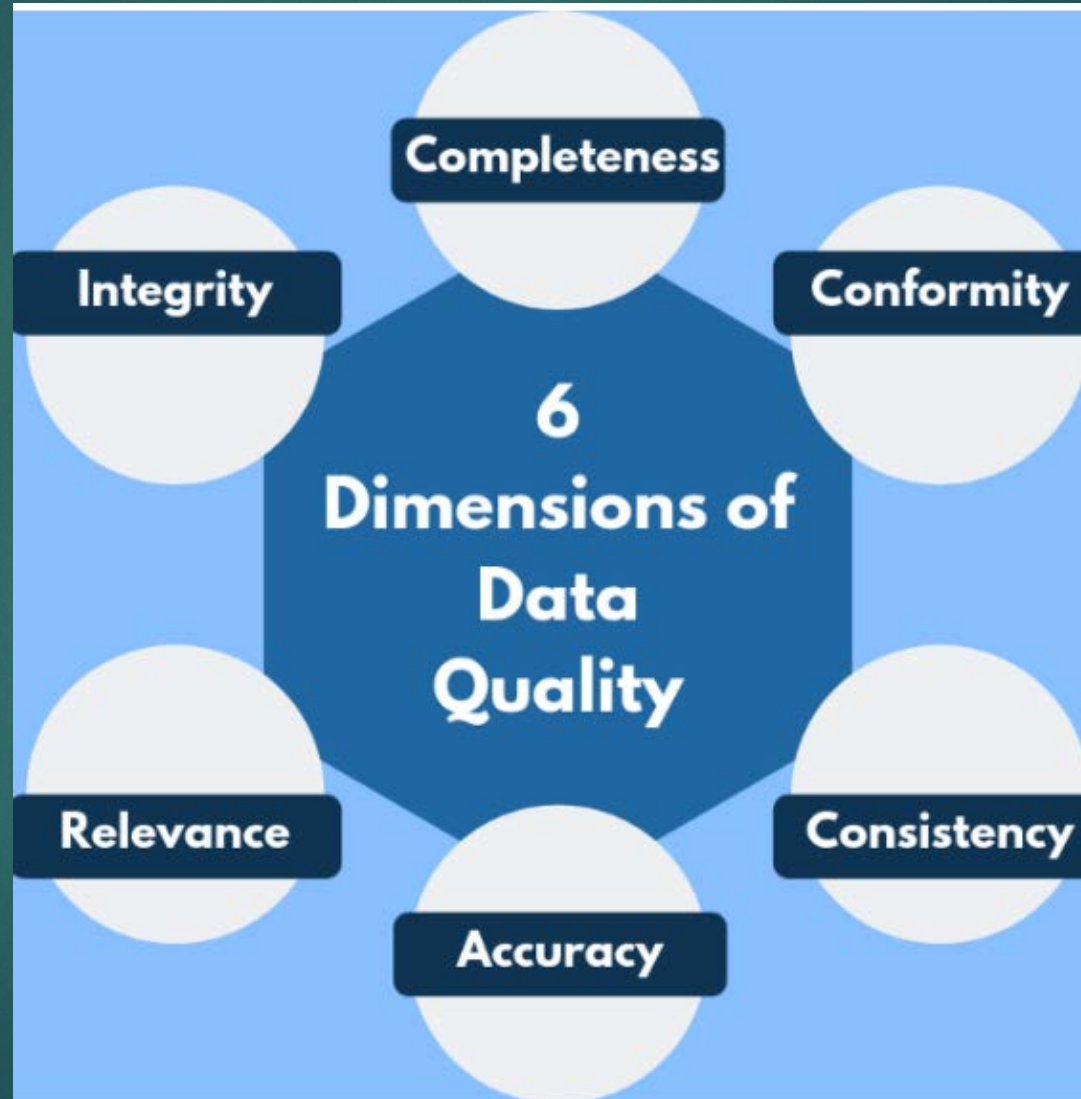 Completeness
Integrity
Conformity
6
Dimensions of
Data
Quality
Relevance
Consistency
Accuracy